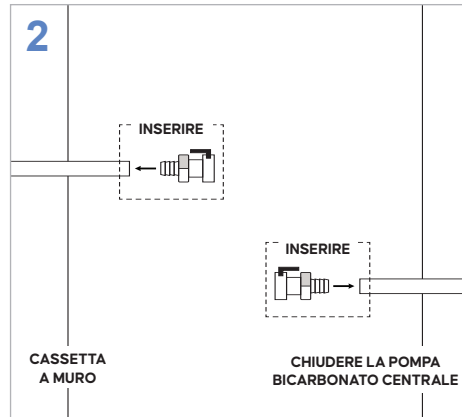 2
INSERIRE
INSERIRE
CASSETTA
A MURO
CHIUDERE LA POMPA
BICARBONATO CENTRALE